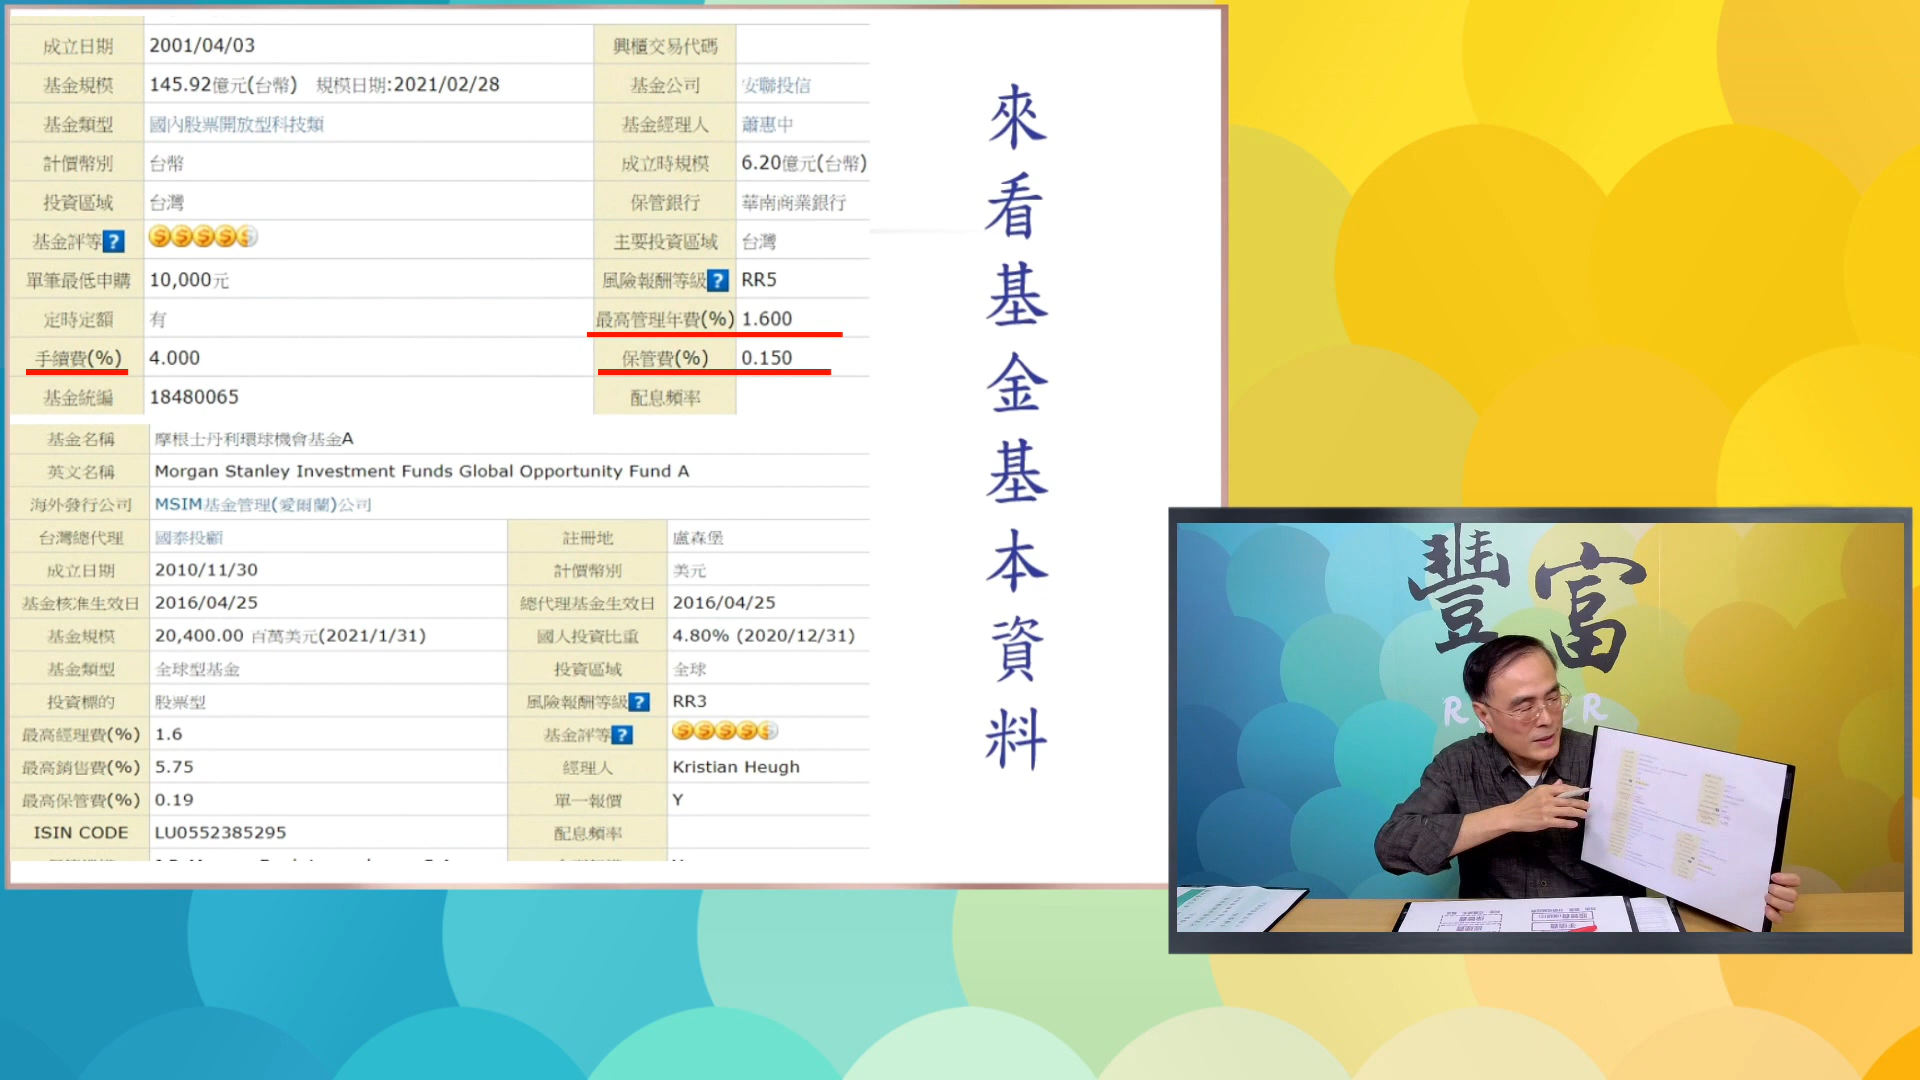 成立日期 2001/04/03 興櫃交易代碼
基金規模 145.92億元(台幣) 規模日期:2021/02/28 基金公司 安聯投信
基金類型 國內股票開放型科技類 基金經理人 蕭惠中
計價幣別 台幣 成立時規模 6.20億元(台幣)
投資區域 台灣 保管銀行 華南商業銀行
基金評等? 主要投資區域 台灣
單筆最低申購 10,000元 風險報酬等級? RR5
定時定額 有 最高管理年費(%) 1.600
手續費(%) 4.000 保管費(%) 0.150
基金統編 18480065 配息頻率
基金名稱 摩根士丹利環球機會基金A
英文名稱 Morgan Stanley Investment Funds Global Opportunity Fund A
海外發行公司 MSIM基金管理(愛爾蘭)公司
台灣總代理 國泰投顧 註冊地 盧森堡
成立日期 2010/11/30 計價幣別 美元
基金核准生效日 2016/04/25 總代理基金生效日 2016/04/25
基金規模 20,400.00 百萬美元(2021/1/31) 國人投資比重 4.80% (2020/12/31)
基金類型 全球型基金 投資區域 全球
投資標的 股票型 風險報酬等級? RR3
最高經理費(%) 1.6 基金評等?
最高銷售費(%) 5.75 經理人 Kristian Heugh
最高保管費(%) 0.19 單一報價 Y
ISIN CODE LU0552385295 配息頻率
來看基金基本資料
豐富